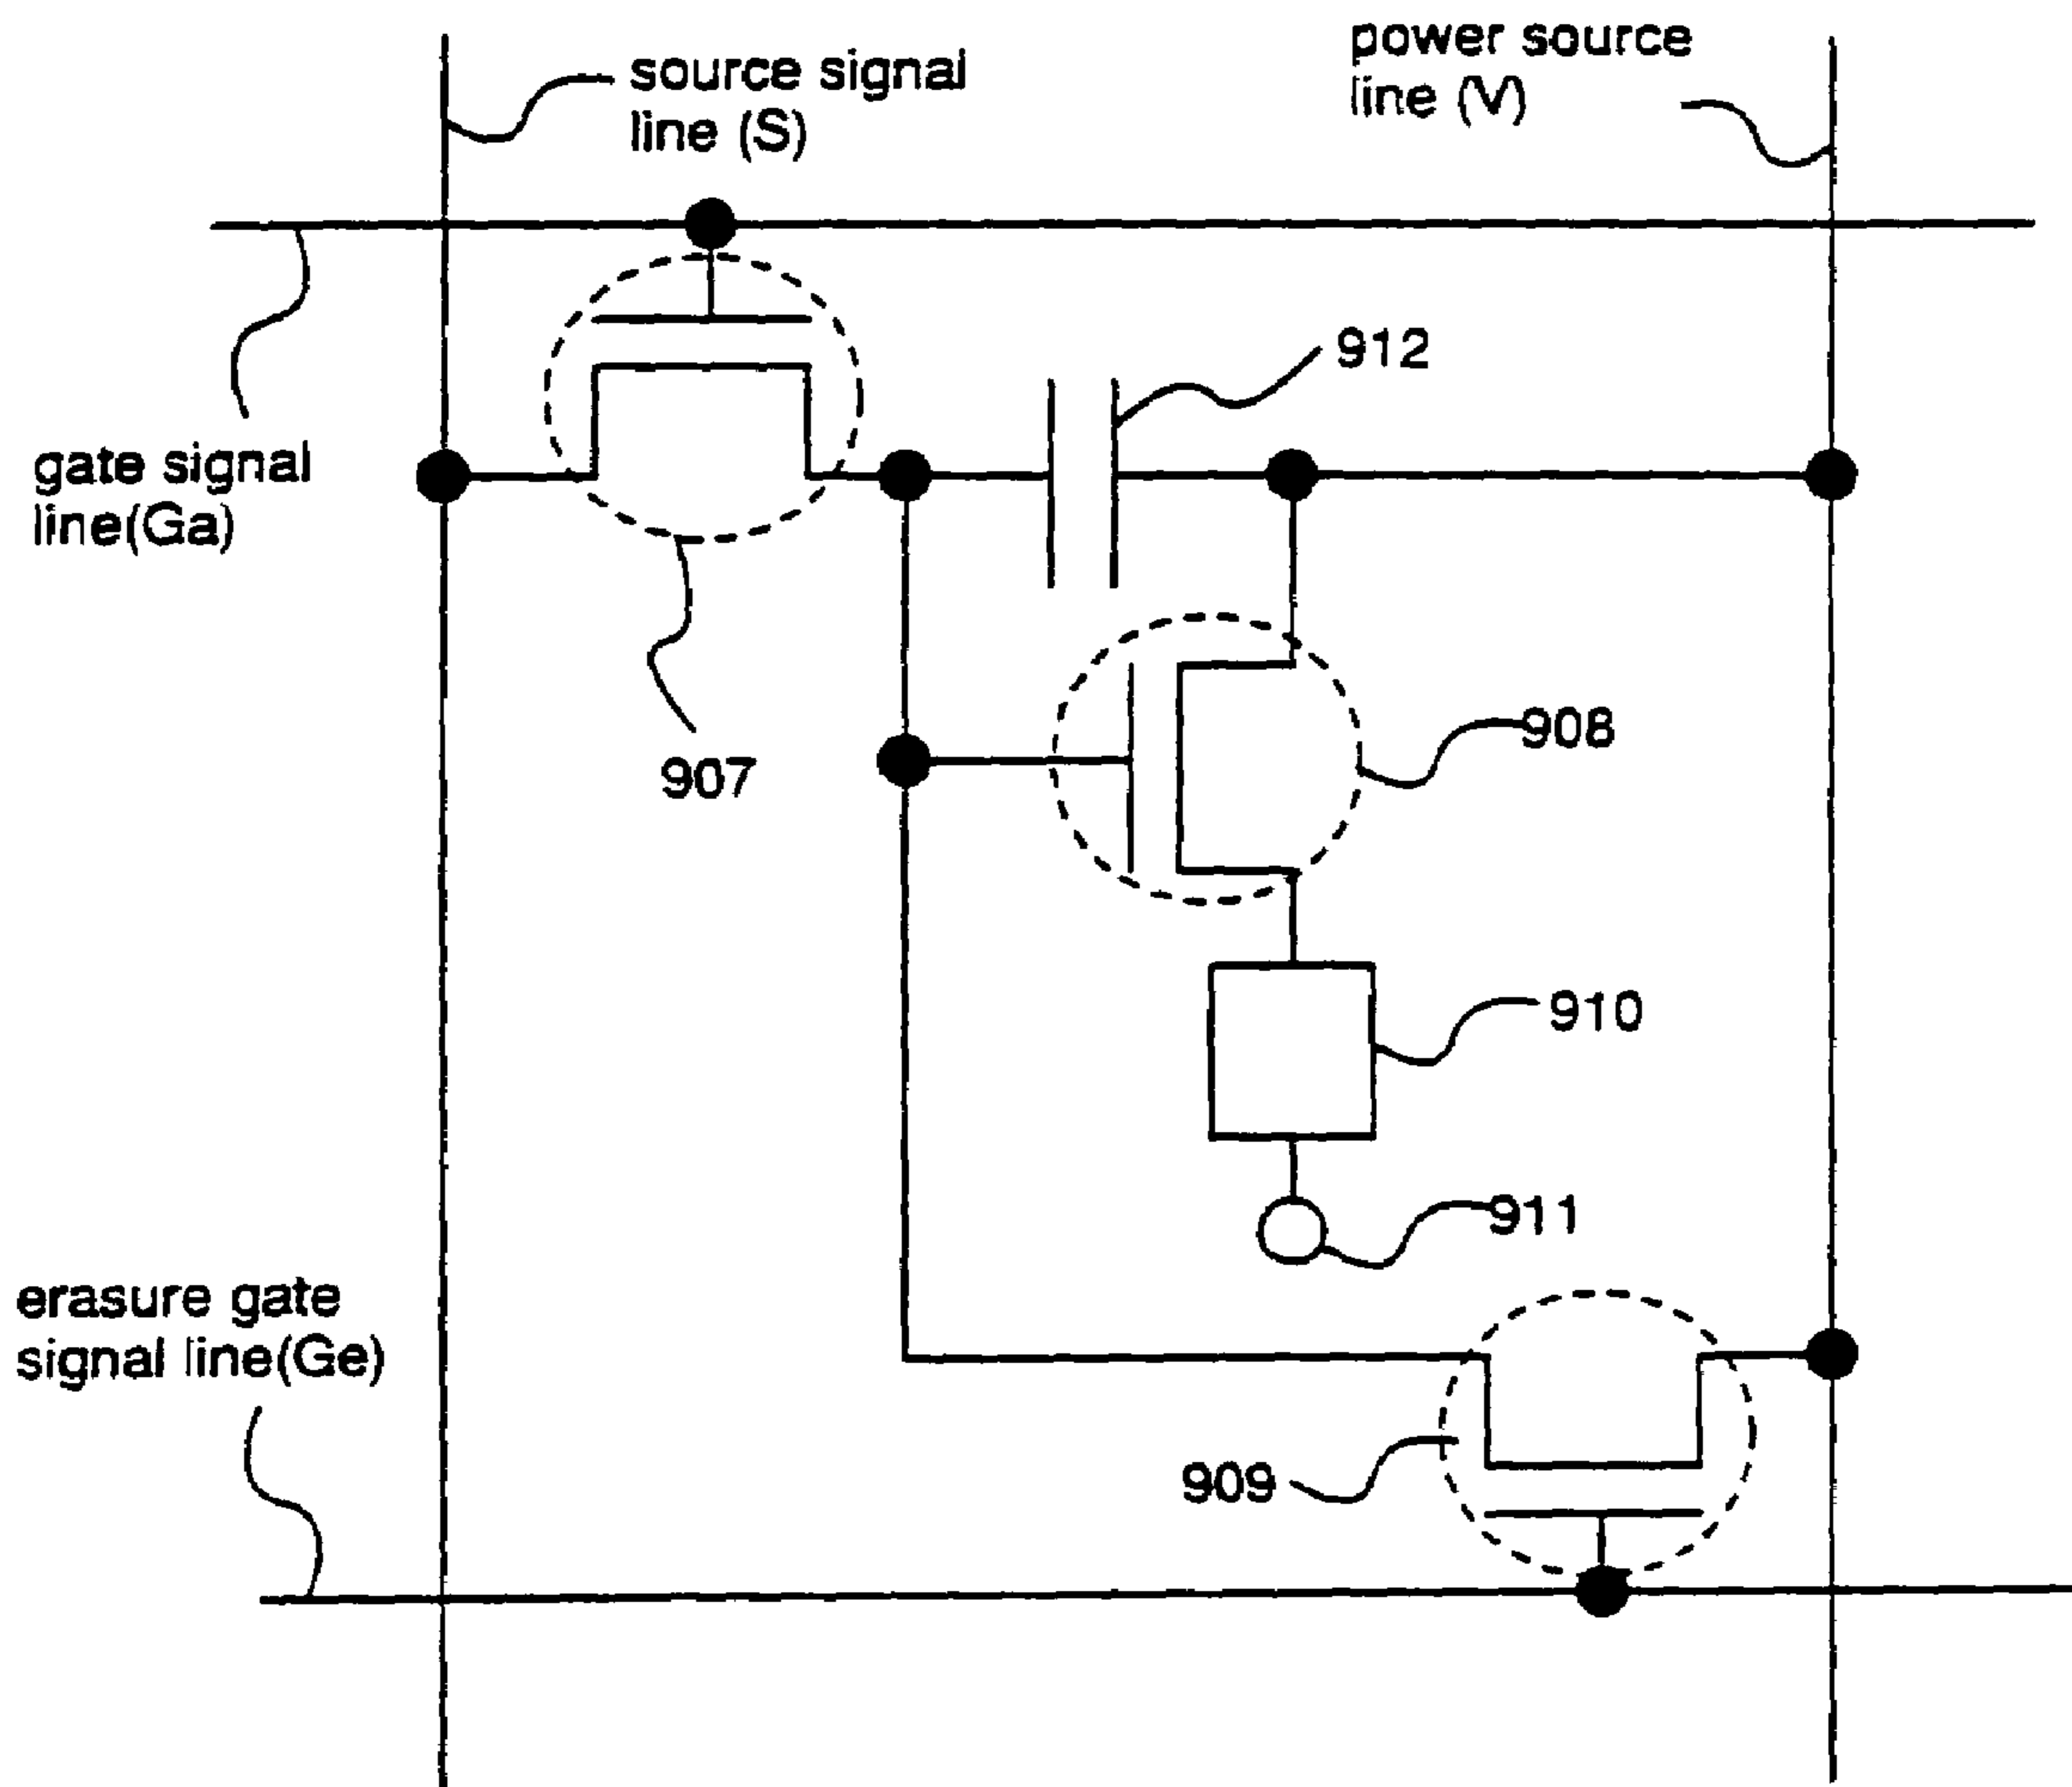 power source
line (V)
source signal
line (S)
912
gate signal
line(Ga)
908
907
910
911
erasure gate
signal line(Ge)
909